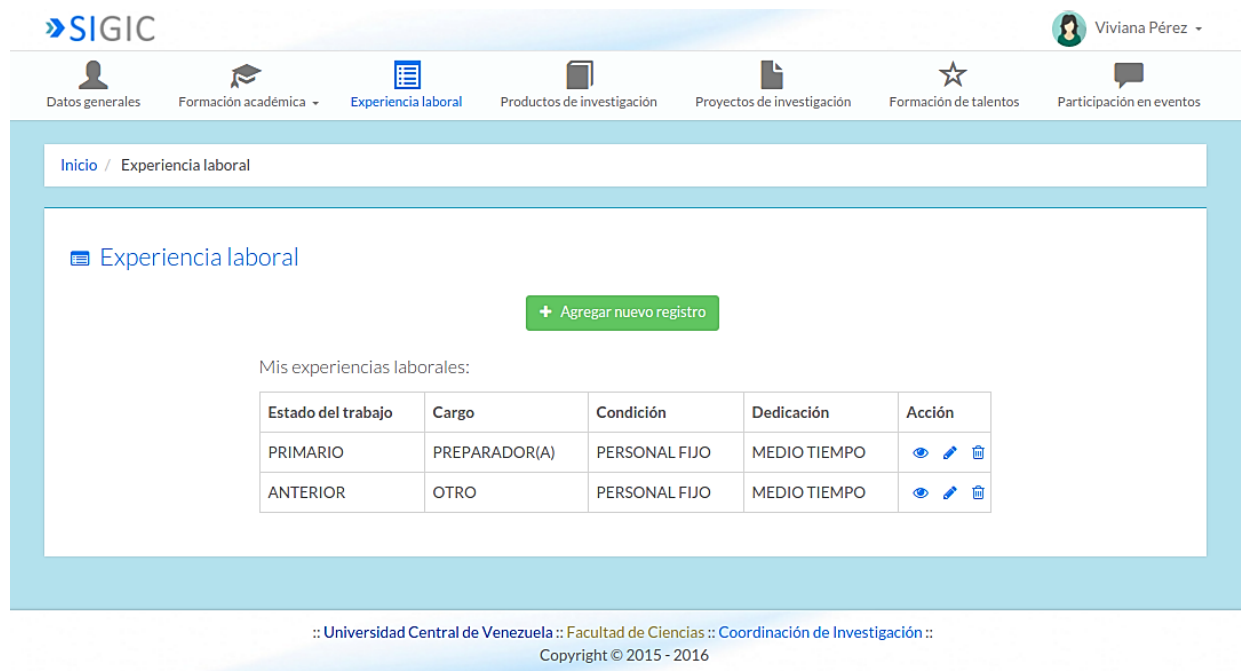 SIGIC
Viviana Pérez
Datos generales
Formación académica
Experiencia laboral
Productos de investigación
Proyectos de investigación
Formación de talentos
Participación en eventos
Inicio / Experiencia laboral
Experiencia laboral
+ Agregar nuevo registro
Mis experiencias laborales:
Estado del trabajo Cargo Condición Dedicación Acción
PRIMARIO PREPARADOR(A) PERSONAL FIJO MEDIO TIEMPO
ANTERIOR OTRO PERSONAL FIJO MEDIO TIEMPO
:: Universidad Central de Venezuela :: Facultad de Ciencias :: Coordinación de Investigación ::
Copyright © 2015 - 2016